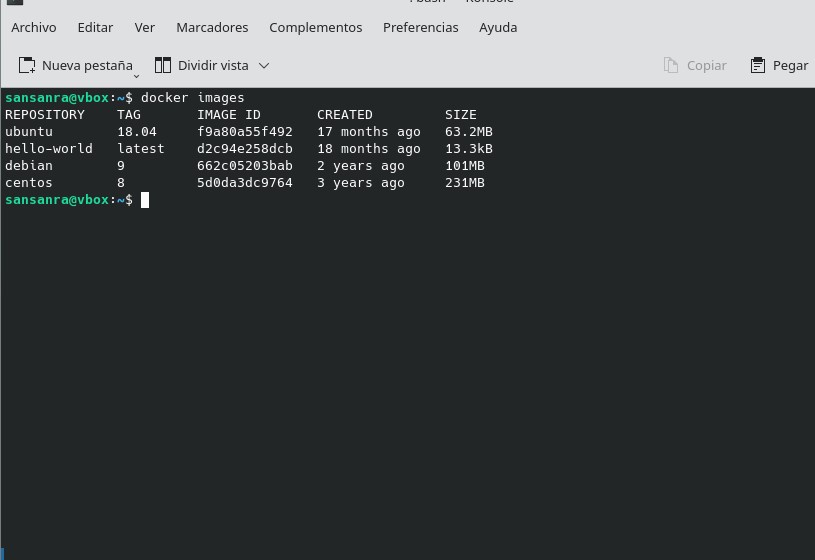 Archivo Editar Ver Marcadores Complementos Preferencias Ayuda
Nueva pestaña Dividir vista Copiar Pegar
sansanra@vbox:~$ docker images
REPOSITORY TAG IMAGE ID CREATED SIZE
ubuntu 18.04 f9a80a55f492 17 months ago 63.2MB
hello-world latest d2c94e258dcb 18 months ago 13.3kB
debian 9 662c05203bab 2 years ago 101MB
centos 8 5d0da3dc9764 3 years ago 231MB
sansanra@vbox:~$